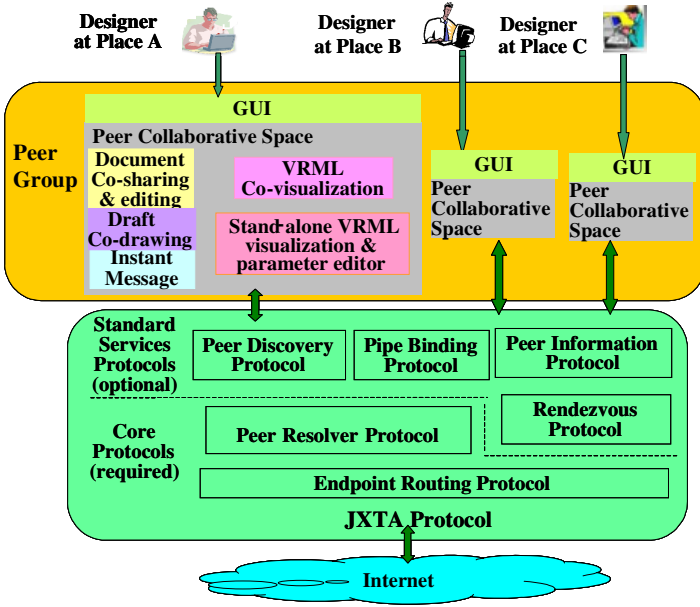 Designer
at Place A
Designer
at Place B
Designer
at Place C
Peer
Group
GUI
Peer Collaborative Space
Document
Co-sharing
& editing
Draft
Co-drawing
Instant
Message
VRML
Co-visualization
Stand-alone VRML
visualization &
parameter editor
GUI
Peer
Collaborative
Space
GUI
Peer
Collaborative
Space
Standard
Services
Protocols
(optional)
Peer Discovery
Protocol
Pipe Binding
Protocol
Peer Information
Protocol
Rendezvous
Protocol
Core
Protocols
(required)
Peer Resolver Protocol
Endpoint Routing Protocol
JXTA Protocol
Internet